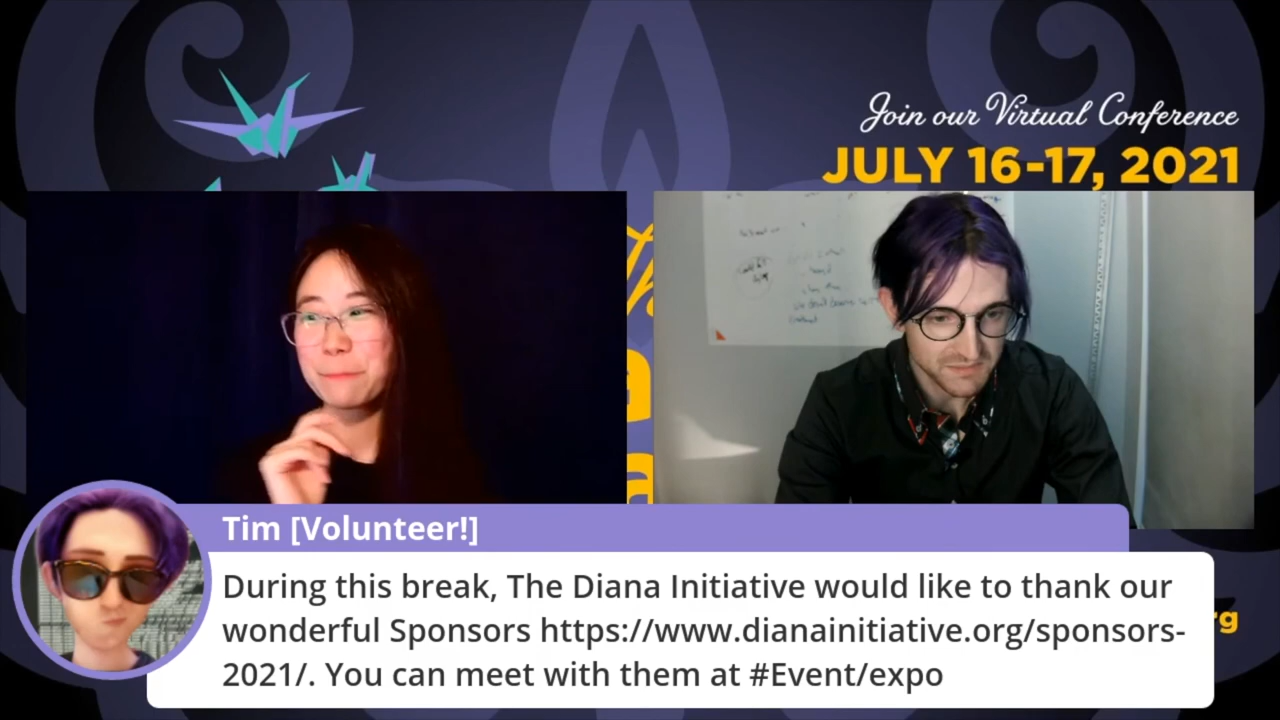 Join our Virtual Conference
JULY 16-17, 2021
Tim [Volunteer!]
During this break, The Diana Initiative would like to thank our
wonderful Sponsors https://www.dianainitiative.org/sponsors-
2021/. You can meet with them at #Event/expo
rg